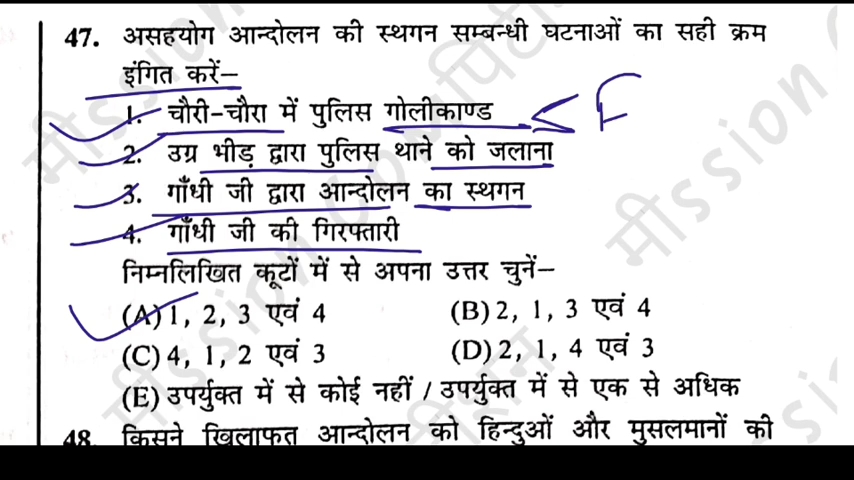 47. असहयोग आन्दोलन की स्थगन सम्बन्धी घटनाओं का सही क्रम
इंगित करें–
1. चौरी-चौरा में पुलिस गोलीकाण्ड < F
2. उग्र भीड़ द्वारा पुलिस थाने को जलाना
3. गाँधी जी द्वारा आन्दोलन का स्थगन
4. गाँधी जी की गिरफ्तारी
निम्नलिखित कूटों में से अपना उत्तर चुनें–
(A) 1, 2, 3 एवं 4 (B) 2, 1, 3 एवं 4
(C) 4, 1, 2 एवं 3 (D) 2, 1, 4 एवं 3
(E) उपर्युक्त में से कोई नहीं / उपर्युक्त में से एक से अधिक
48. किसने खिलाफत आन्दोलन को हिन्दुओं और मुसलमानों की